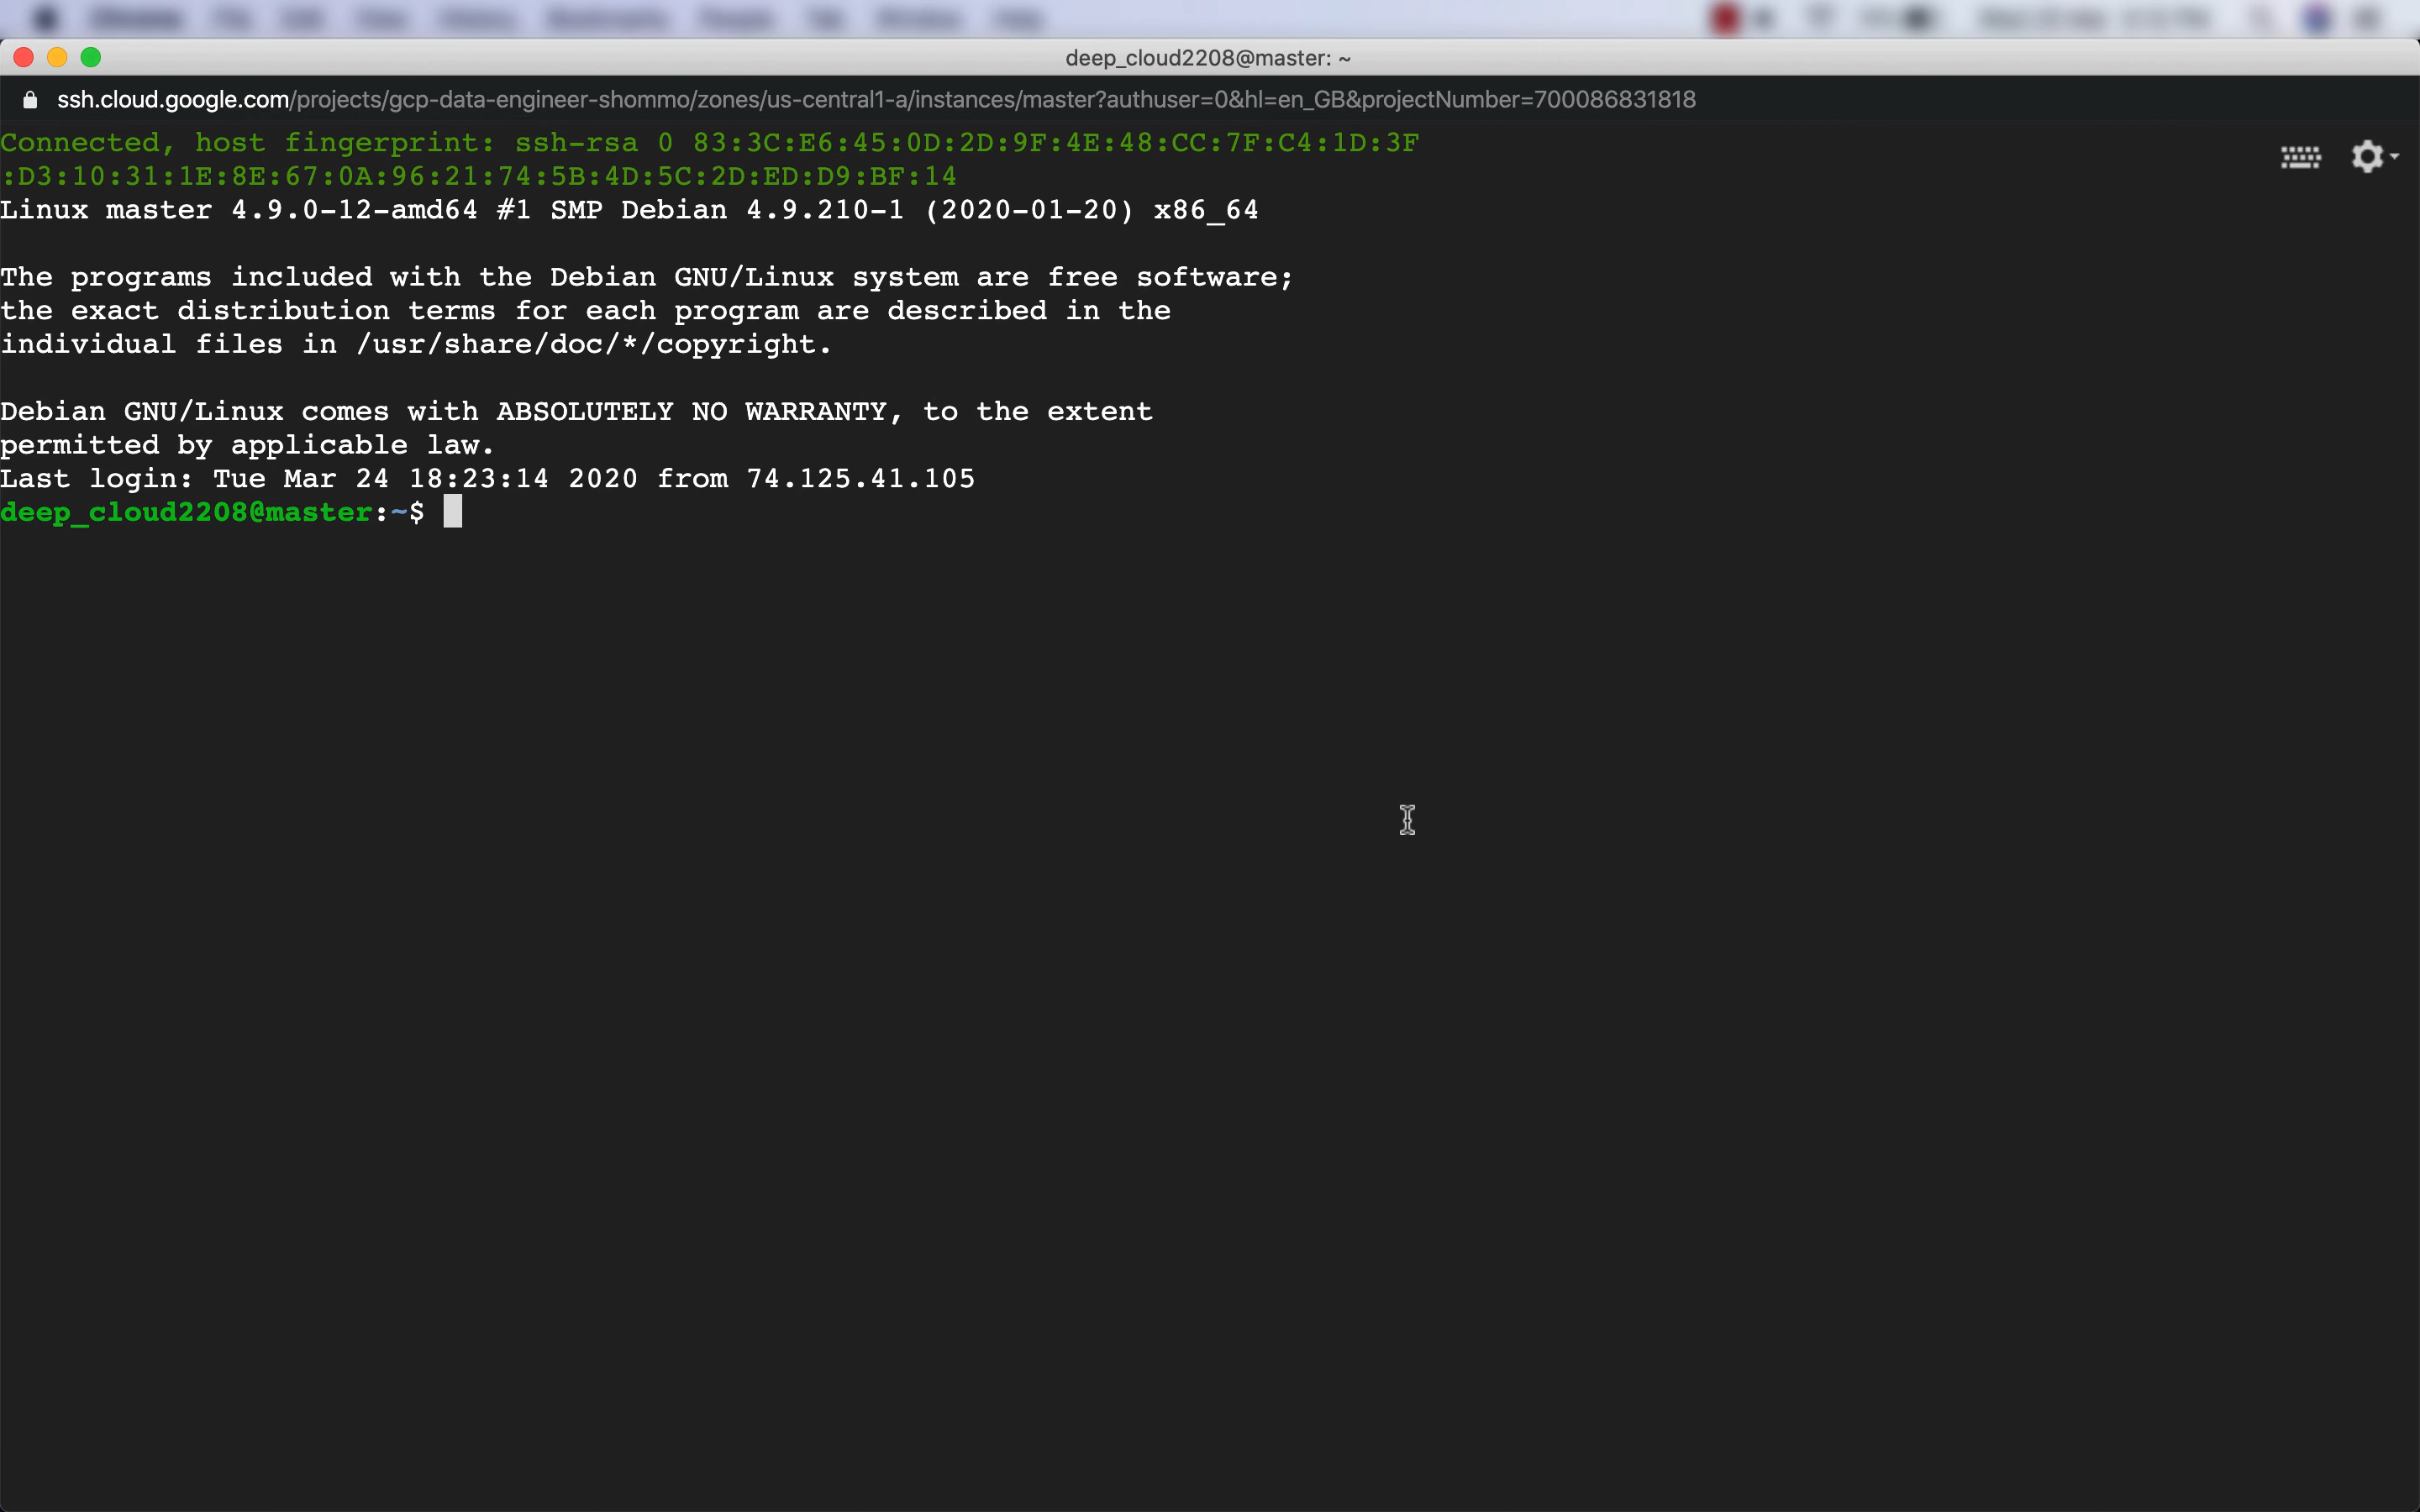 deep_cloud2208@master: ~
ssh.cloud.google.com/projects/gcp-data-engineer-shommo/zones/us-central1-a/instances/master?authuser=0&hl=en_GB&projectNumber=700086831818
Connected, host fingerprint: ssh-rsa 0 83:3C:E6:45:0D:2D:9F:4E:48:CC:7F:C4:1D:3F
:D3:10:31:1E:8E:67:0A:96:21:74:5B:4D:5C:2D:ED:D9:BF:14
Linux master 4.9.0-12-amd64 #1 SMP Debian 4.9.210-1 (2020-01-20) x86_64
The programs included with the Debian GNU/Linux system are free software;
the exact distribution terms for each program are described in the
individual files in /usr/share/doc/*/copyright.
Debian GNU/Linux comes with ABSOLUTELY NO WARRANTY, to the extent
permitted by applicable law.
Last login: Tue Mar 24 18:23:14 2020 from 74.125.41.105
deep_cloud2208@master:~$